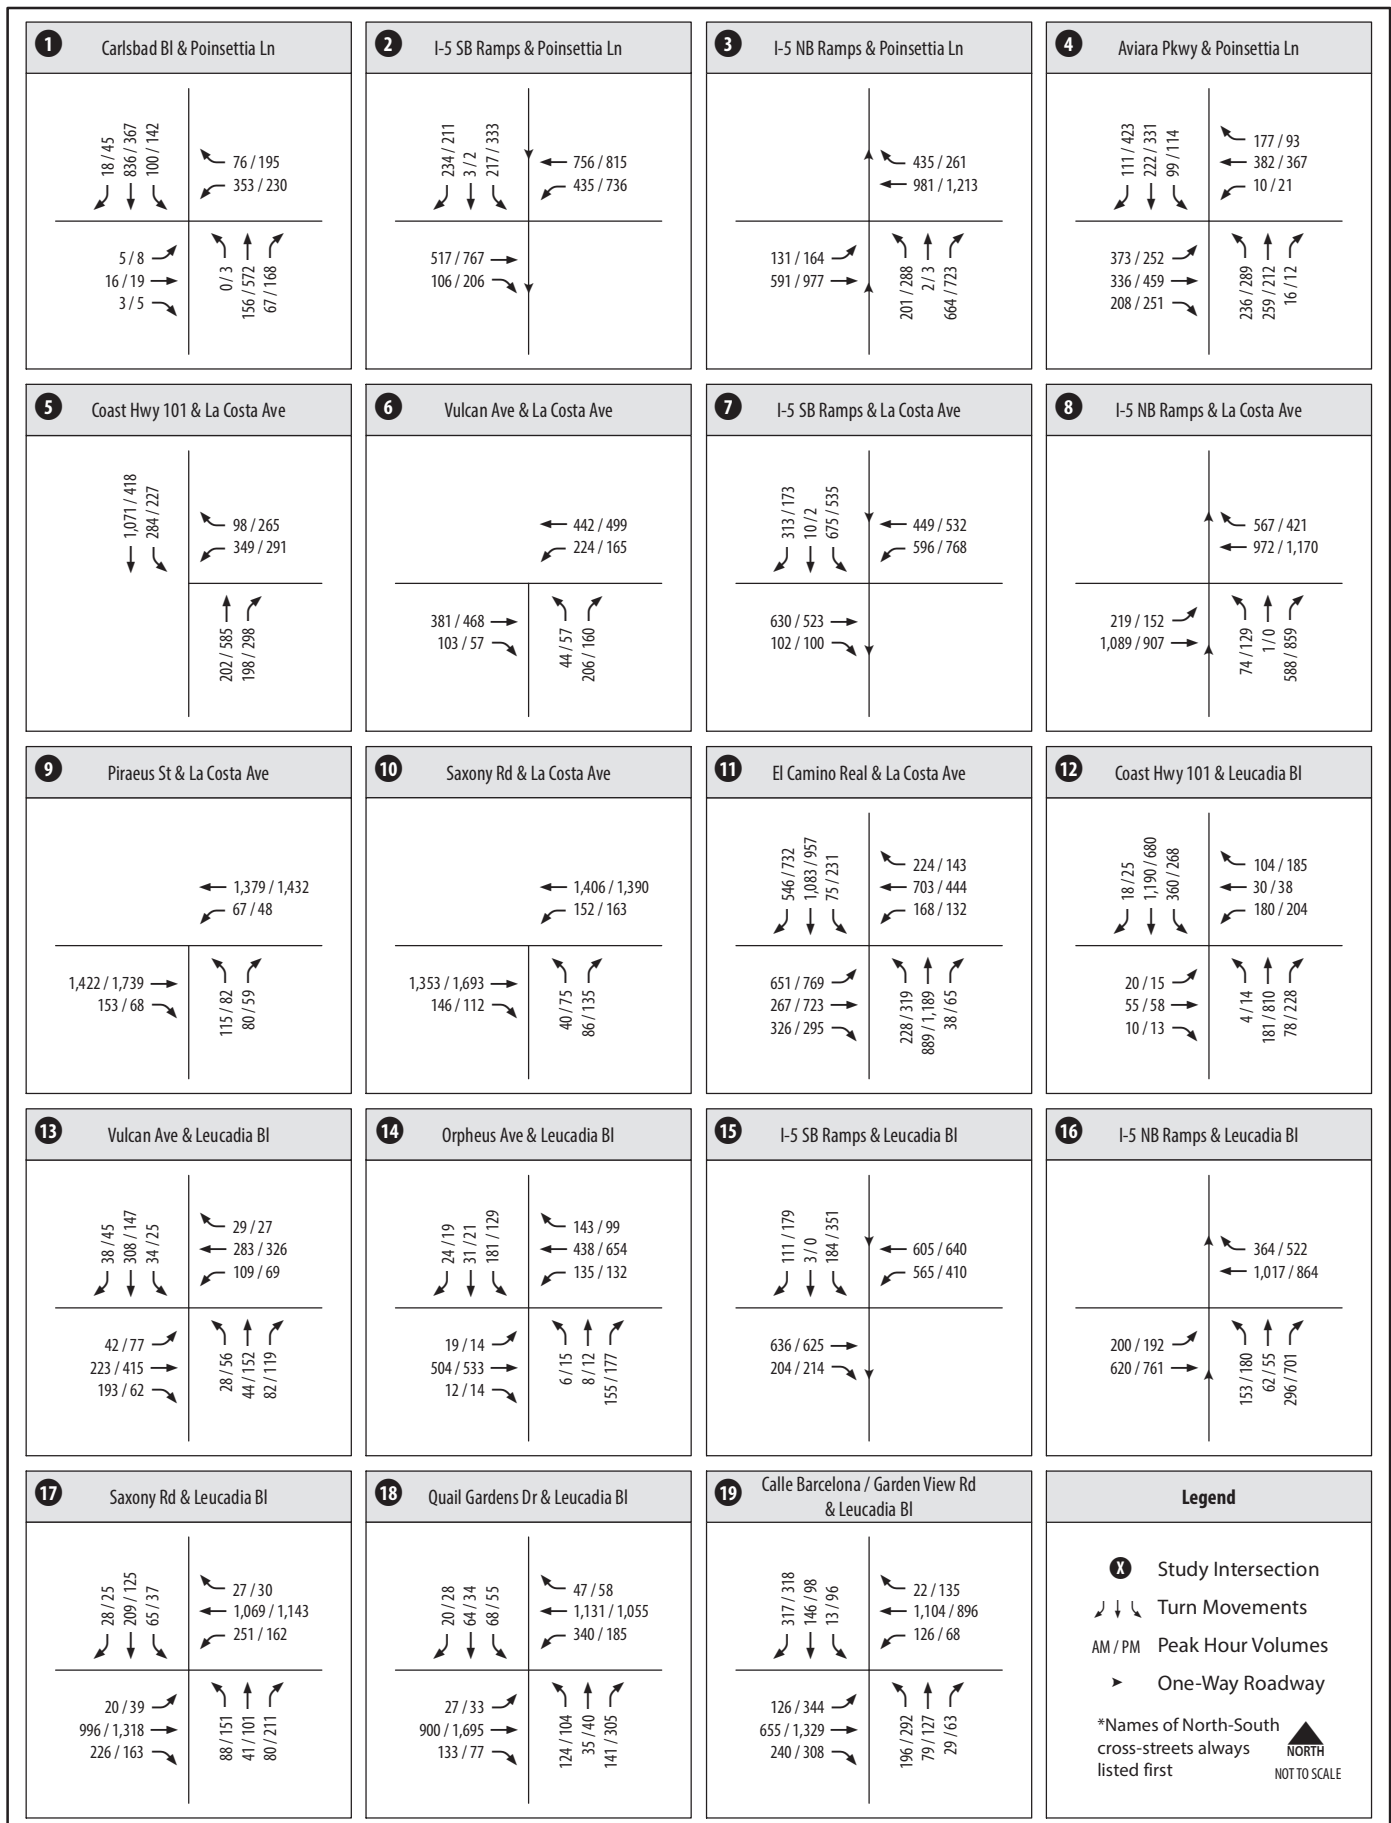 1
Carlsbad Bl & Poinsettia Ln
18 / 45
836 / 367
100 / 142
76 / 195
353 / 230
5 / 8
16 / 19
3 / 5
0 / 3
156 / 572
67 / 168
2
I-5 SB Ramps & Poinsettia Ln
234 / 211
3 / 2
217 / 333
756 / 815
435 / 736
517 / 767
106 / 206
3
I-5 NB Ramps & Poinsettia Ln
435 / 261
981 / 1,213
131 / 164
591 / 977
201 / 288
2 / 3
664 / 723
4
Aviara Pkwy & Poinsettia Ln
111 / 423
222 / 331
99 / 114
177 / 93
382 / 367
10 / 21
373 / 252
336 / 459
208 / 251
236 / 289
259 / 212
16 / 12
5
Coast Hwy 101 & La Costa Ave
1,071 / 418
284 / 227
98 / 265
349 / 291
202 / 585
198 / 298
6
Vulcan Ave & La Costa Ave
442 / 499
224 / 165
381 / 468
103 / 57
44 / 57
206 / 160
7
I-5 SB Ramps & La Costa Ave
313 / 173
10 / 2
675 / 535
449 / 532
596 / 768
630 / 523
102 / 100
8
I-5 NB Ramps & La Costa Ave
567 / 421
972 / 1,170
219 / 152
1,089 / 907
74 / 129
1 / 0
588 / 859
9
Piraeus St & La Costa Ave
1,379 / 1,432
67 / 48
1,422 / 1,739
153 / 68
115 / 82
80 / 59
10
Saxony Rd & La Costa Ave
1,406 / 1,390
152 / 163
1,353 / 1,693
146 / 112
40 / 75
86 / 135
11
El Camino Real & La Costa Ave
546 / 732
1,083 / 957
75 / 231
224 / 143
703 / 444
168 / 132
651 / 769
267 / 723
326 / 295
228 / 319
889 / 1,189
38 / 65
12
Coast Hwy 101 & Leucadia Bl
18 / 25
1,190 / 680
360 / 268
104 / 185
30 / 38
180 / 204
20 / 15
55 / 58
10 / 13
4 / 14
181 / 810
78 / 228
13
Vulcan Ave & Leucadia Bl
38 / 45
308 / 147
34 / 25
29 / 27
283 / 326
109 / 69
42 / 77
223 / 415
193 / 62
28 / 56
44 / 152
82 / 119
14
Orpheus Ave & Leucadia Bl
24 / 19
31 / 21
181 / 129
143 / 99
438 / 654
135 / 132
19 / 14
504 / 533
12 / 14
6 / 15
8 / 12
155 / 177
15
I-5 SB Ramps & Leucadia Bl
111 / 179
3 / 0
184 / 351
605 / 640
565 / 410
636 / 625
204 / 214
16
I-5 NB Ramps & Leucadia Bl
364 / 522
1,017 / 864
200 / 192
620 / 761
153 / 180
62 / 55
296 / 701
17
Saxony Rd & Leucadia Bl
28 / 25
209 / 125
65 / 37
27 / 30
1,069 / 1,143
251 / 162
20 / 39
996 / 1,318
226 / 163
88 / 151
41 / 101
80 / 211
18
Quail Gardens Dr & Leucadia Bl
20 / 28
64 / 34
68 / 55
47 / 58
1,131 / 1,055
340 / 185
27 / 33
900 / 1,695
133 / 77
124 / 104
35 / 40
141 / 305
19
Calle Barcelona / Garden View Rd
& Leucadia Bl
317 / 318
146 / 98
13 / 96
22 / 135
1,104 / 896
126 / 68
126 / 344
655 / 1,329
240 / 308
196 / 292
79 / 127
29 / 63
Legend
X Study Intersection
Turn Movements
AM / PM Peak Hour Volumes
One-Way Roadway
*Names of North-South
cross-streets always
listed first
NORTH
NOT TO SCALE